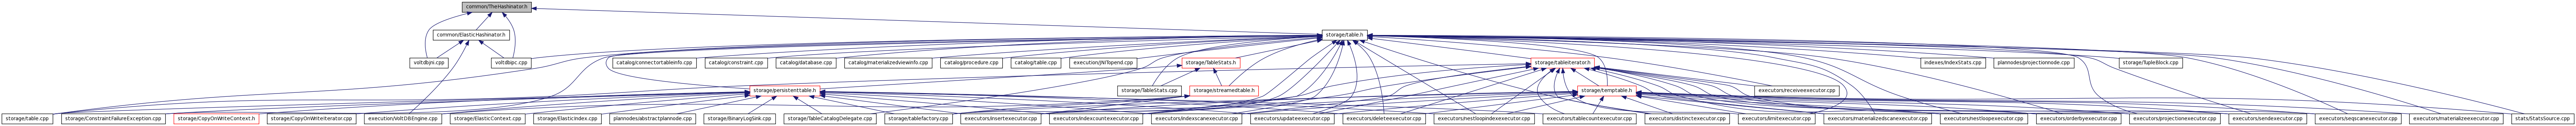 common/TheHashinator.h
common/ElasticHashinator.h
storage/table.h
voltdbjni.cpp
voltdbipc.cpp
catalog/connectortableinfo.cpp
catalog/constraint.cpp
catalog/database.cpp
catalog/materializedviewinfo.cpp
catalog/procedure.cpp
catalog/table.cpp
execution/JNITopend.cpp
storage/TableStats.h
storage/tableiterator.h
indexes/IndexStats.cpp
plannodes/projectionnode.cpp
storage/TupleBlock.cpp
storage/persistenttable.h
storage/TableStats.cpp
storage/streamedtable.h
storage/temptable.h
executors/receiveexecutor.cpp
storage/table.cpp
storage/ConstraintFailureException.cpp
storage/CopyOnWriteContext.h
storage/CopyOnWriteIterator.cpp
execution/VoltDBEngine.cpp
storage/ElasticContext.cpp
storage/ElasticIndex.cpp
plannodes/abstractplannode.cpp
storage/BinaryLogSink.cpp
storage/TableCatalogDelegate.cpp
storage/tablefactory.cpp
executors/insertexecutor.cpp
executors/indexcountexecutor.cpp
executors/indexscanexecutor.cpp
executors/updateexecutor.cpp
executors/deleteexecutor.cpp
executors/nestloopindexexecutor.cpp
executors/tablecountexecutor.cpp
executors/distinctexecutor.cpp
executors/limitexecutor.cpp
executors/materializedscanexecutor.cpp
executors/nestloopexecutor.cpp
executors/orderbyexecutor.cpp
executors/projectionexecutor.cpp
executors/sendexecutor.cpp
executors/seqscanexecutor.cpp
executors/materializeexecutor.cpp
stats/StatsSource.cpp